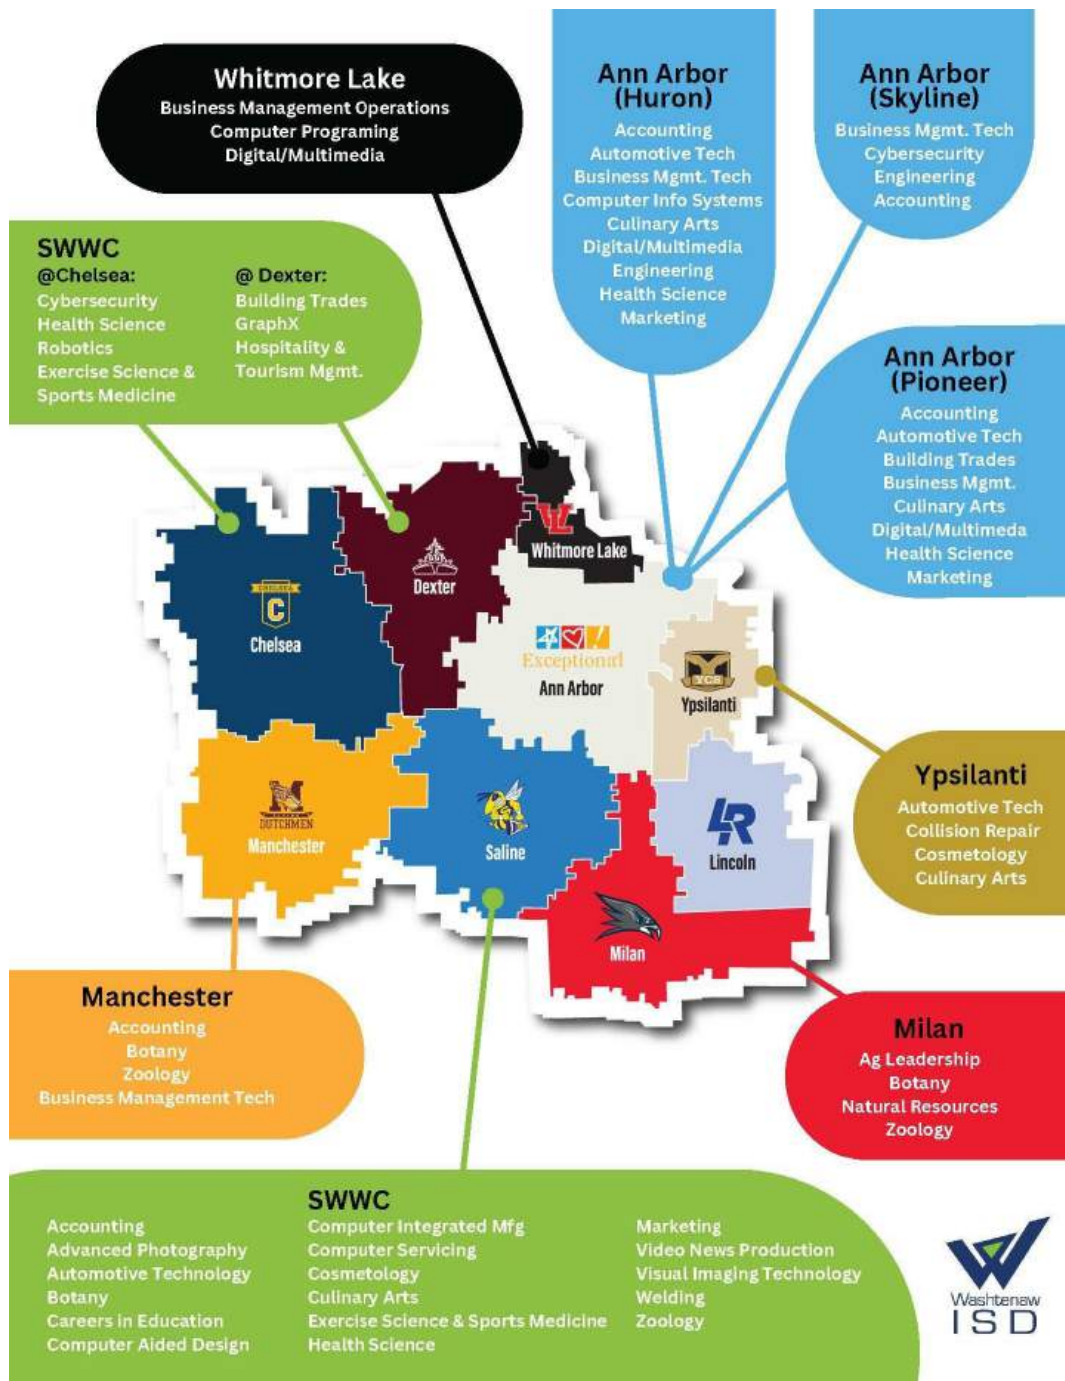 Whitmore Lake
Business Management Operations
Computer Programing
Digital/Multimedia
Ann Arbor
(Huron)
Accounting
Automotive Tech
Business Mgmt. Tech
Computer Info Systems
Culinary Arts
Digital/Multimedia
Engineering
Health Science
Marketing
Ann Arbor
(Skyline)
Business Mgmt. Tech
Cybersecurity
Engineering
Accounting
SWWC
@Chelsea:
Cybersecurity
Health Science
Robotics
Exercise Science &
Sports Medicine
@ Dexter:
Building Trades
GraphX
Hospitality &
Tourism Mgmt.
Ann Arbor
(Pioneer)
Accounting
Automotive Tech
Building Trades
Business Mgmt.
Culinary Arts
Digital/Multimeda
Health Science
Marketing
WL
Whitmore Lake
Dexter
CHELSEA
C
Chelsea
Exceptional
Ann Arbor
Y
YCS
Ypsilanti
M
DUTCHMEN
Manchester
Saline
LR
Lincoln
Milan
Ypsilanti
Automotive Tech
Collision Repair
Cosmetology
Culinary Arts
Manchester
Accounting
Botany
Zoology
Business Management Tech
Milan
Ag Leadership
Botany
Natural Resources
Zoology
SWWC
Accounting
Advanced Photography
Automotive Technology
Botany
Careers in Education
Computer Aided Design
Computer Integrated Mfg
Computer Servicing
Cosmetology
Culinary Arts
Exercise Science & Sports Medicine
Health Science
Marketing
Video News Production
Visual Imaging Technology
Welding
Zoology
Washtenaw
ISD